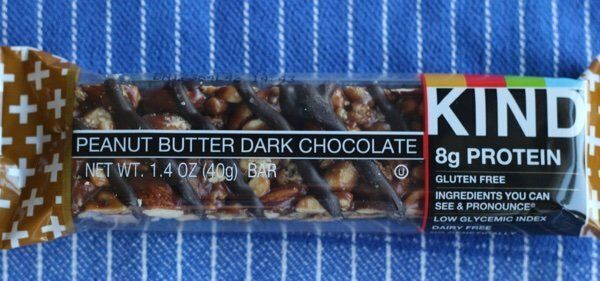 PEANUT BUTTER DARK CHOCOLATE
NET WT. 1.4 OZ (40g) BAR
U
KIND
8g PROTEIN
GLUTEN FREE
INGREDIENTS YOU CAN
SEE & PRONOUNCE®
LOW GLYCEMIC INDEX
DAIRY FREE